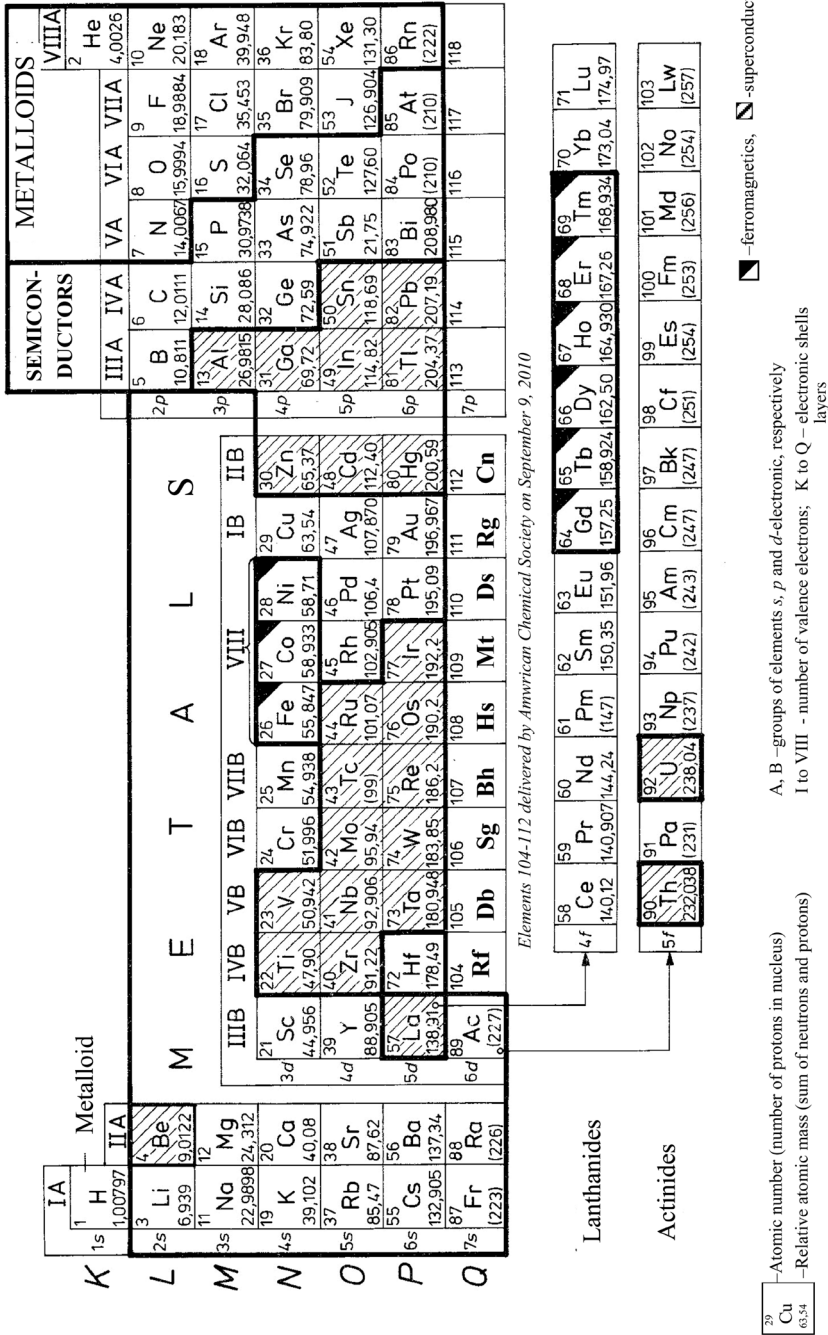 IA
Metalloid
SEMICON-
DUCTORS
METALLOIDS
VIIIA
K 1s
1 H 1,00797
IIA
IIIA IVA VA VIA VIIA
2 He 4,0026
L 2s
3 Li 6,939
4 Be 9,0122
M E T A L S
2p
5 B 10,811
6 C 12,0111
7 N 14,0067
8 O 15,9994
9 F 18,9884
10 Ne 20,183
M 3s
11 Na 22,9898
12 Mg 24,312
IIIB IVB VB VIB VIIB VIII IB IIB
3p
13 Al 26,9815
14 Si 28,086
15 P 30,9738
16 S 32,064
17 Cl 35,453
18 Ar 39,948
N 4s
19 K 39,102
20 Ca 40,08
3d
21 Sc 44,956
22 Ti 47,90
23 V 50,942
24 Cr 51,996
25 Mn 54,938
26 Fe 55,847
27 Co 58,933
28 Ni 58,71
29 Cu 63,54
30 Zn 65,37
4p
31 Ga 69,72
32 Ge 72,59
33 As 74,922
34 Se 78,96
35 Br 79,909
36 Kr 83,80
O 5s
37 Rb 85,47
38 Sr 87,62
4d
39 Y 88,905
40 Zr 91,22
41 Nb 92,906
42 Mo 95,94
43 Tc (99)
44 Ru 101,07
45 Rh 102,905
46 Pd 106,4
47 Ag 107,870
48 Cd 112,40
5p
49 In 114,82
50 Sn 118,69
51 Sb 21,75
52 Te 127,60
53 J 126,904
54 Xe 131,30
P 6s
55 Cs 132,905
56 Ba 137,34
5d
57 La 138,91
72 Hf 178,49
73 Ta 180,948
74 W 183,85
75 Re 186,2
76 Os 190,2
77 Ir 192,2
78 Pt 195,09
79 Au 196,967
80 Hg 200,59
6p
81 Tl 204,37
82 Pb 207,19
83 Bi 208,980
84 Po (210)
85 At (210)
86 Rn (222)
Q 7s
87 Fr (223)
88 Ra (226)
6d
89 Ac (227)
104 Rf
105 Db
106 Sg
107 Bh
108 Hs
109 Mt
110 Ds
111 Rg
112 Cn
7p
113
114
115
116
117
118
Elements 104-112 delivered by Amwrican Chemical Society on September 9, 2010
Lanthanides
4f
58 Ce 140,12
59 Pr 140,907
60 Nd 144,24
61 Pm (147)
62 Sm 150,35
63 Eu 151,96
64 Gd 157,25
65 Tb 158,924
66 Dy 162,50
67 Ho 164,930
68 Er 167,26
69 Tm 168,934
70 Yb 173,04
71 Lu 174,97
Actinides
5f
90 Th 232,038
91 Pa (231)
92 U 238,04
93 Np (237)
94 Pu (242)
95 Am (243)
96 Cm (247)
97 Bk (247)
98 Cf (251)
99 Es (254)
100 Fm (253)
101 Md (256)
102 No (254)
103 Lw (257)
–ferromagnetics, -superconduc
29 Cu 63,54
–Atomic number (number of protons in nucleus)
–Relative atomic mass (sum of neutrons and protons)
A, B –groups of elements s, p and d-electronic, respectively
I to VIII - number of valence electrons; K to Q – electronic shells
layers